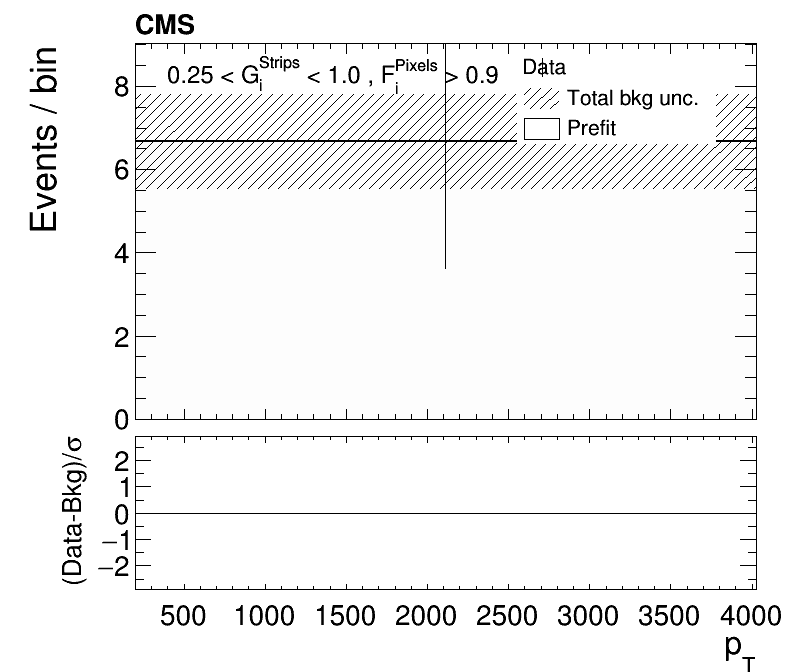 CMS
0.25 < G_i^Strips < 1.0 , F_i^Pixels > 0.9
Data
Total bkg unc.
Prefit
Events / bin
8
6
4
2
0
(Data-Bkg)/σ
2
1
0
−1
−2
500 1000 1500 2000 2500 3000 3500 4000
p_T